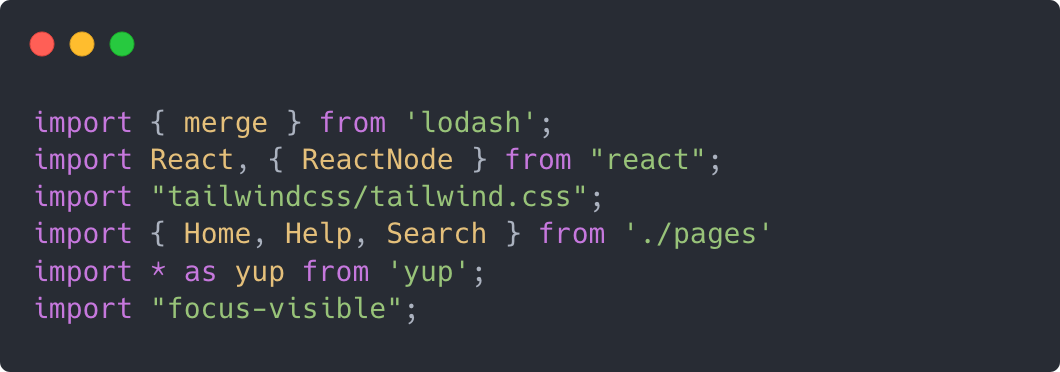 import { merge } from 'lodash';
import React, { ReactNode } from "react";
import "tailwindcss/tailwind.css";
import { Home, Help, Search } from './pages'
import * as yup from 'yup';
import "focus-visible";